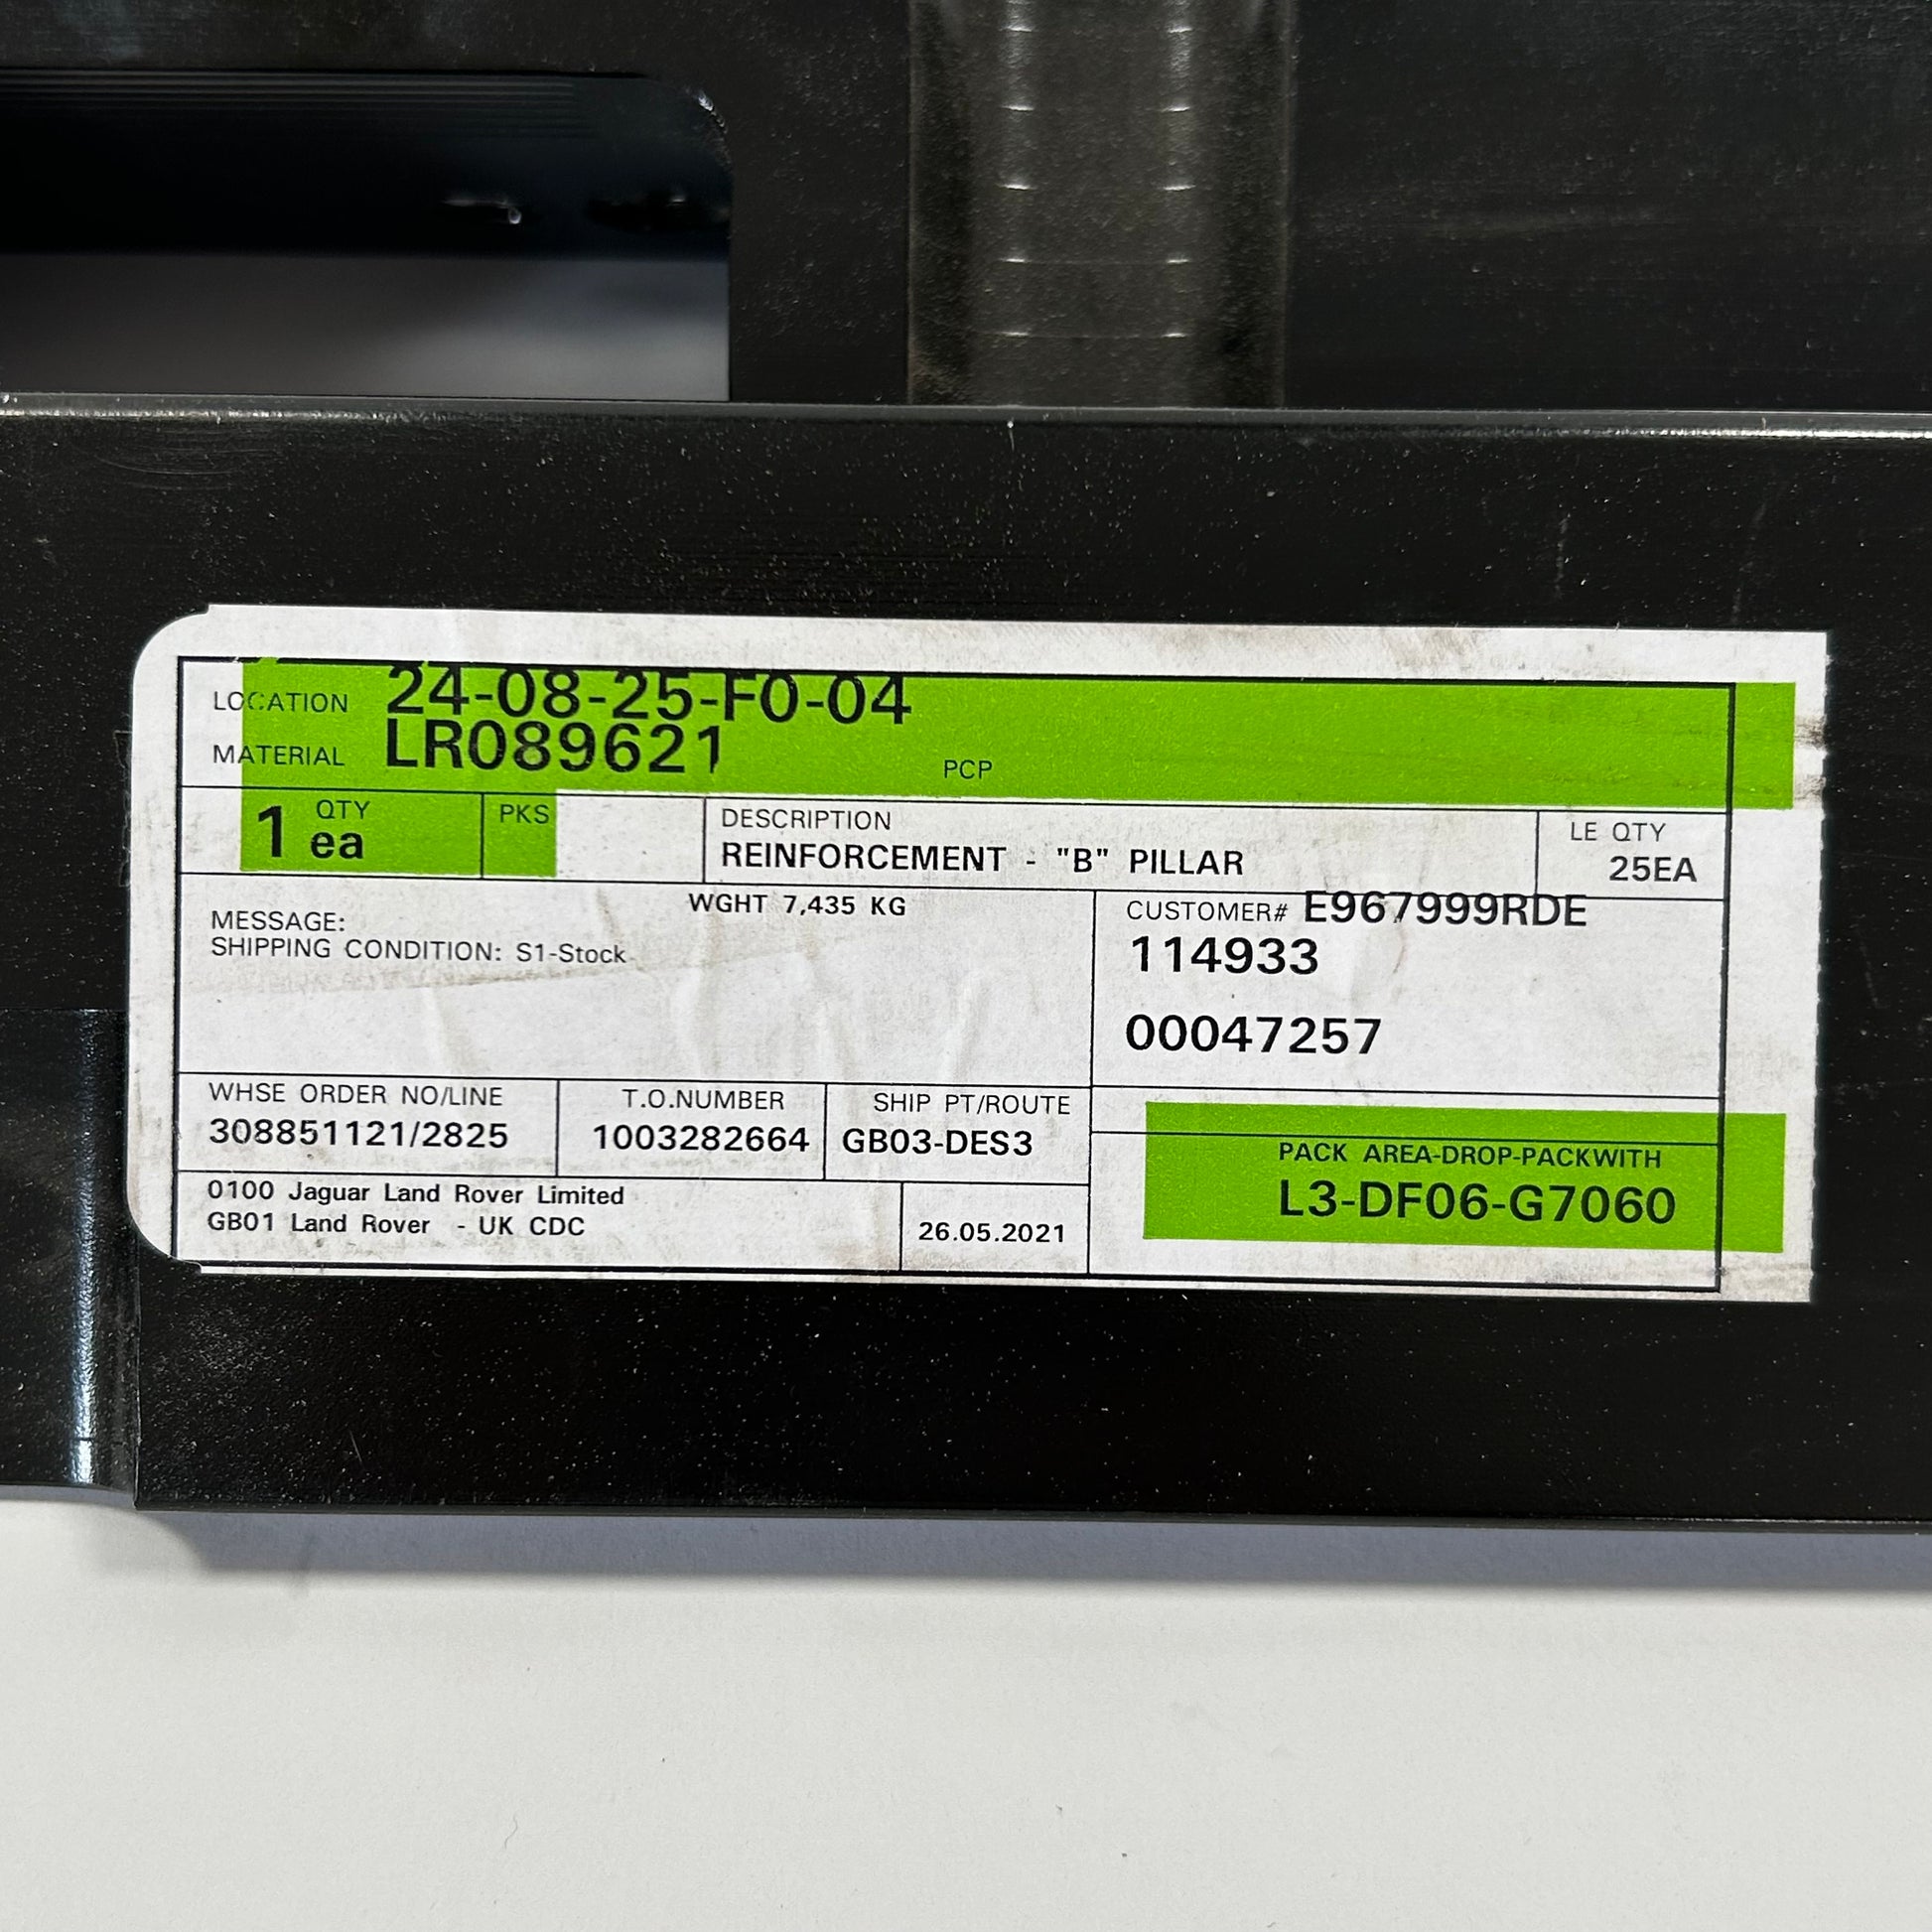 LOCATION 24-08-25-F0-04
MATERIAL LR089621 PCP
QTY PKS DESCRIPTION LE QTY
1 ea REINFORCEMENT - "B" PILLAR 25EA
WGHT 7,435 KG CUSTOMER# E967999RDE
MESSAGE:
SHIPPING CONDITION: S1-Stock 114933
00047257
WHSE ORDER NO/LINE T.O.NUMBER SHIP PT/ROUTE
308851121/2825 1003282664 GB03-DES3
PACK AREA-DROP-PACKWITH
L3-DF06-G7060
0100 Jaguar Land Rover Limited
GB01 Land Rover - UK CDC 26.05.2021